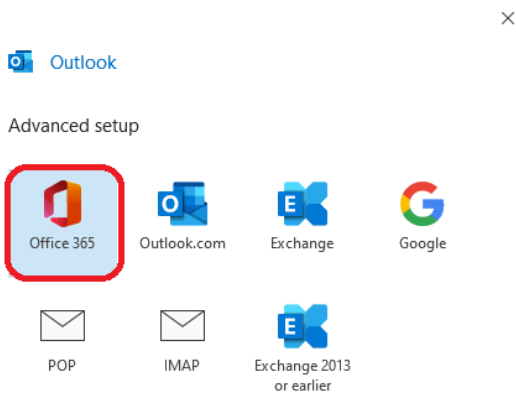 Outlook
Advanced setup
Office 365
Outlook.com
Exchange
Google
POP
IMAP
Exchange 2013
or earlier